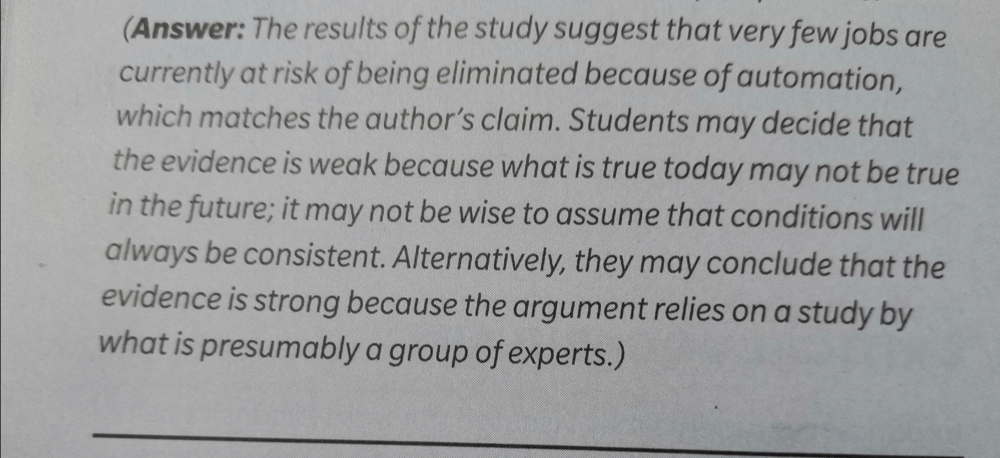 (Answer: The results of the study suggest that very few jobs are
currently at risk of being eliminated because of automation,
which matches the author's claim. Students may decide that
the evidence is weak because what is true today may not be true
in the future; it may not be wise to assume that conditions will
always be consistent. Alternatively, they may conclude that the
evidence is strong because the argument relies on a study by
what is presumably a group of experts.)